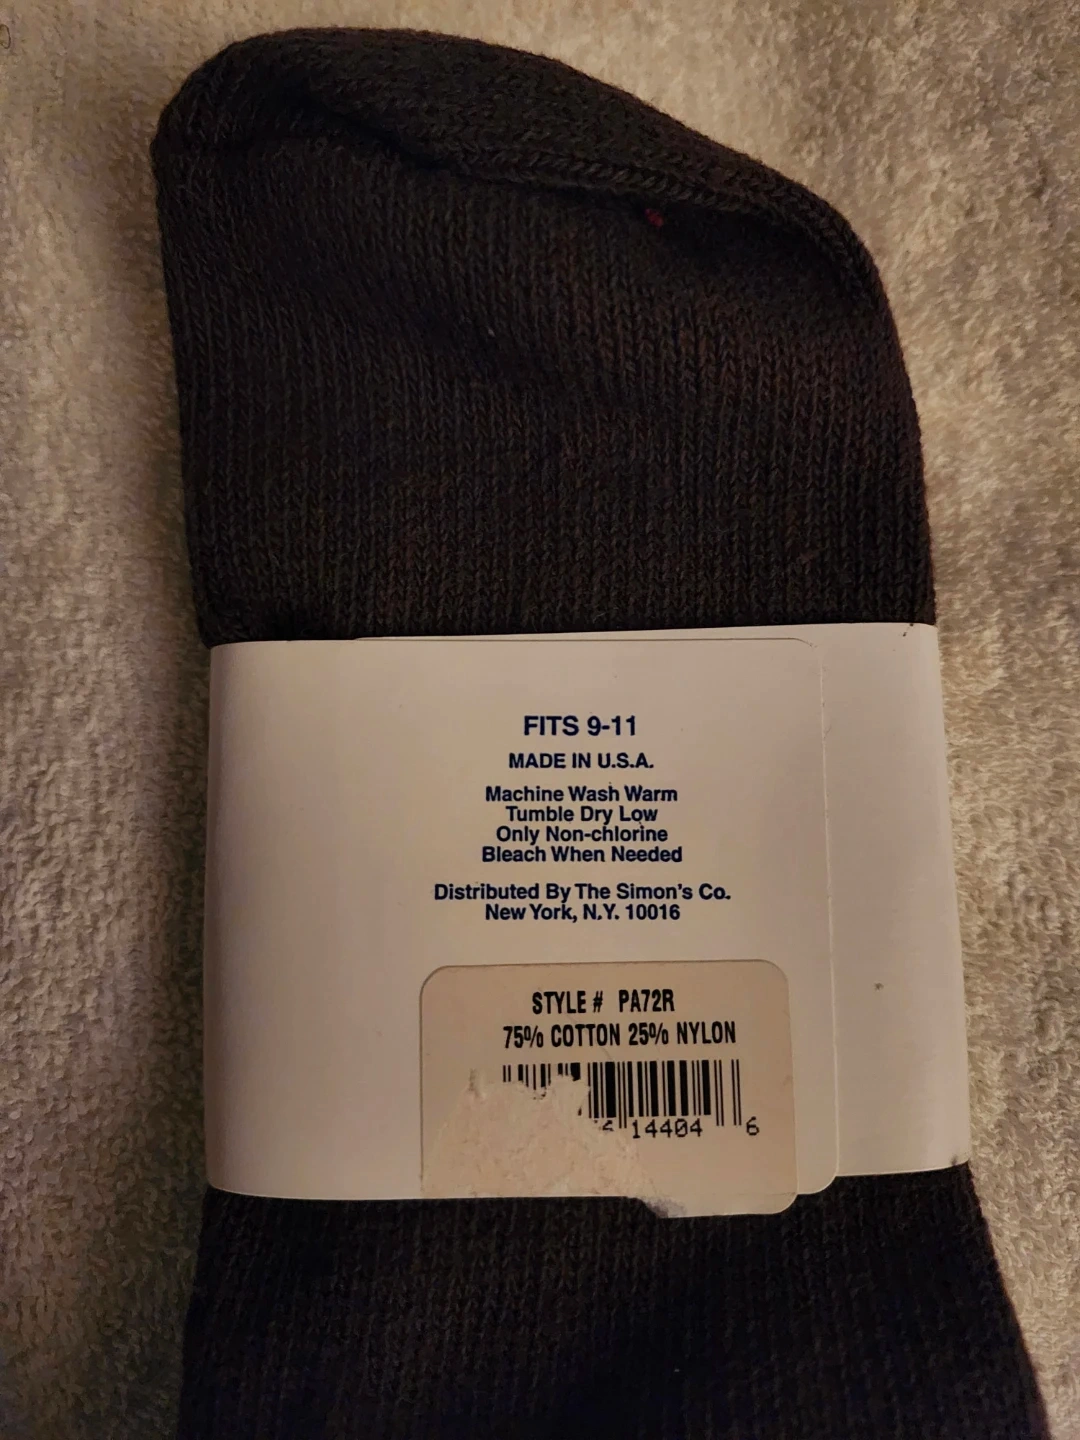 FITS 9-11
MADE IN U.S.A.
Machine Wash Warm
Tumble Dry Low
Only Non-chlorine
Bleach When Needed
Distributed By The Simon's Co.
New York, N.Y. 10016
STYLE # PA72R
75% COTTON 25% NYLON
14404 6